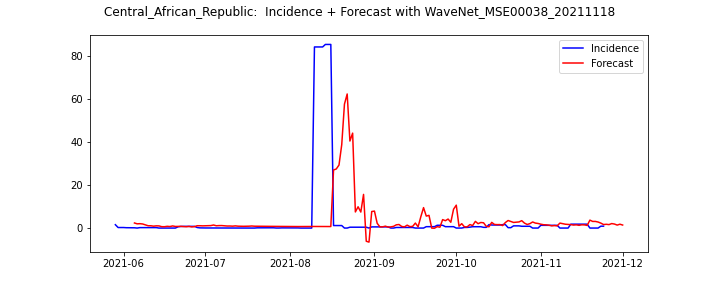 Central_African_Republic: Incidence + Forecast with WaveNet_MSE00038_20211118
Incidence
Forecast
80
60
40
20
0
2021-06 2021-07 2021-08 2021-09 2021-10 2021-11 2021-12